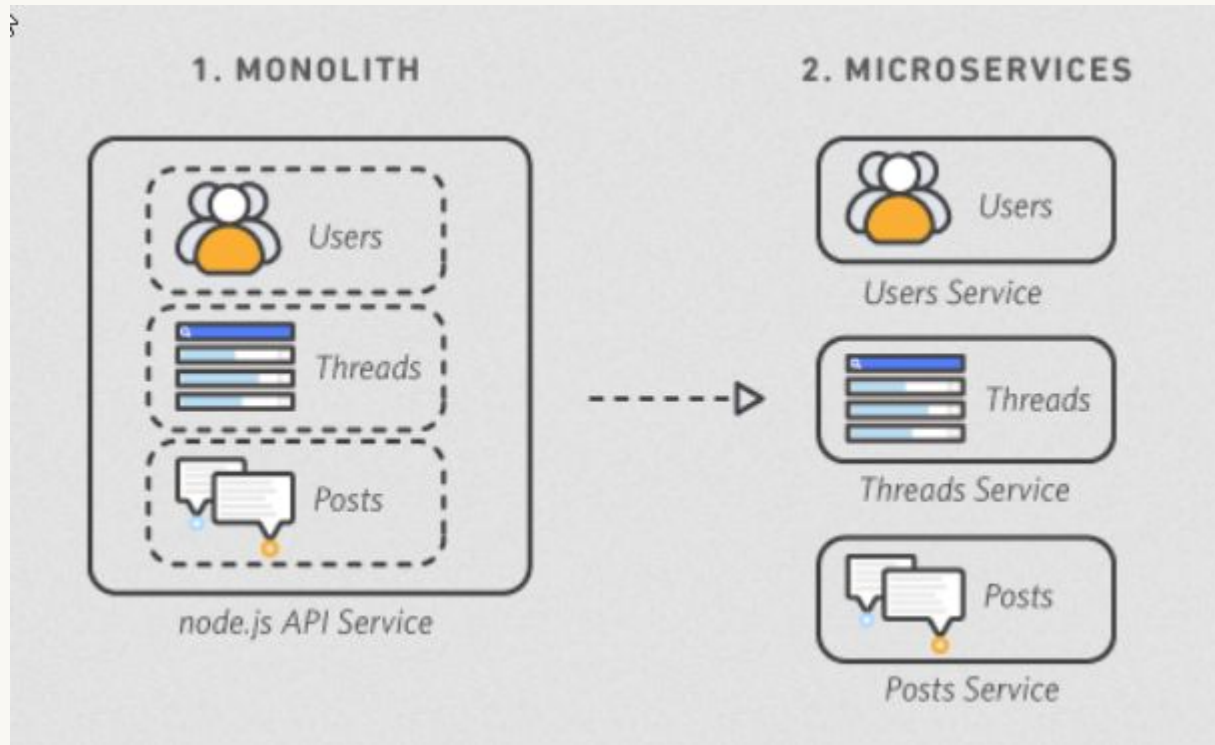 1. MONOLITH
Users
Threads
Posts
node.js API Service
2. MICROSERVICES
Users
Users Service
Threads
Threads Service
Posts
Posts Service